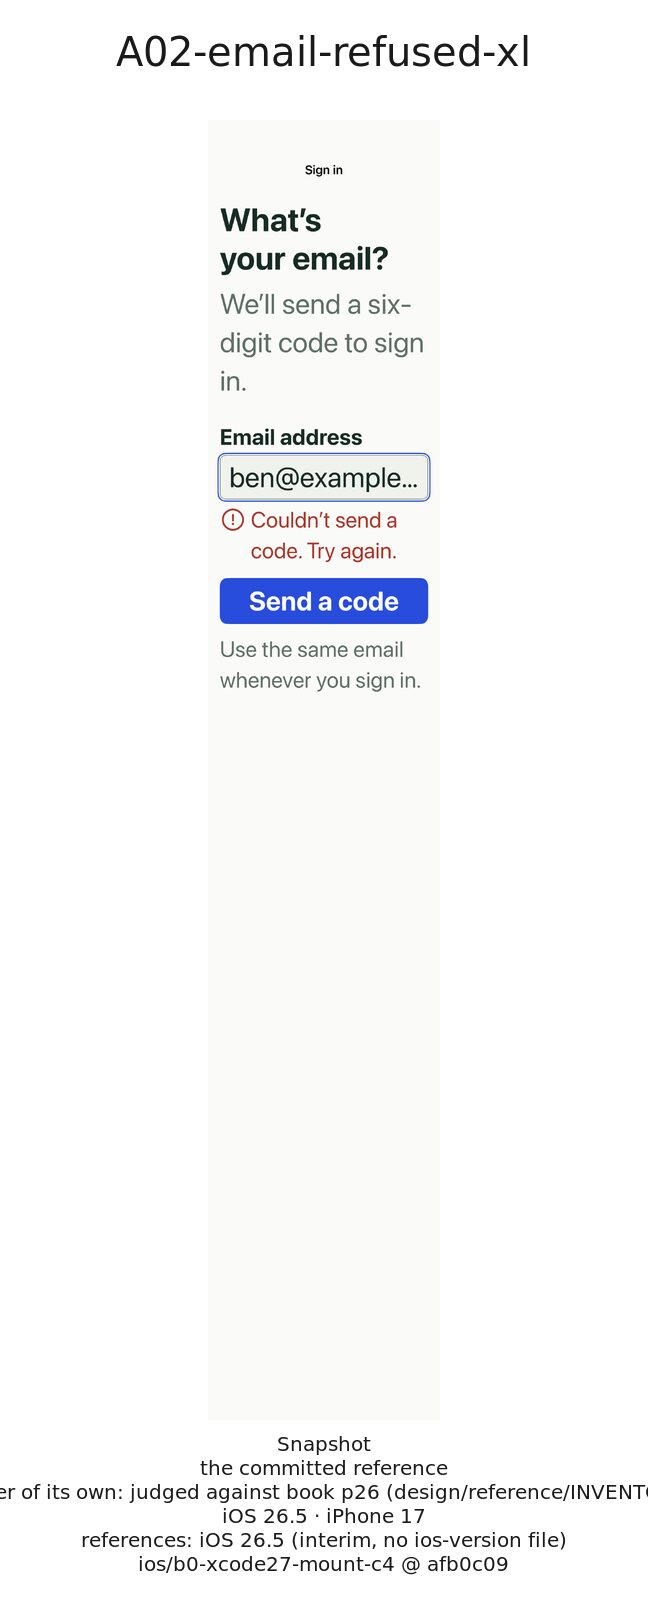 A02-email-refused-xl
Sign in
What’s
your email?
We’ll send a six-
digit code to sign
in.
Email address
ben@example…
Couldn’t send a
code. Try again.
Send a code
Use the same email
whenever you sign in.
Snapshot
the committed reference
of its own: judged against book p26 (design/reference/
iOS 26.5 · iPhone 17
references: iOS 26.5 (interim, no ios-version file)
ios/b0-xcode27-mount-c4 @ afb0c09